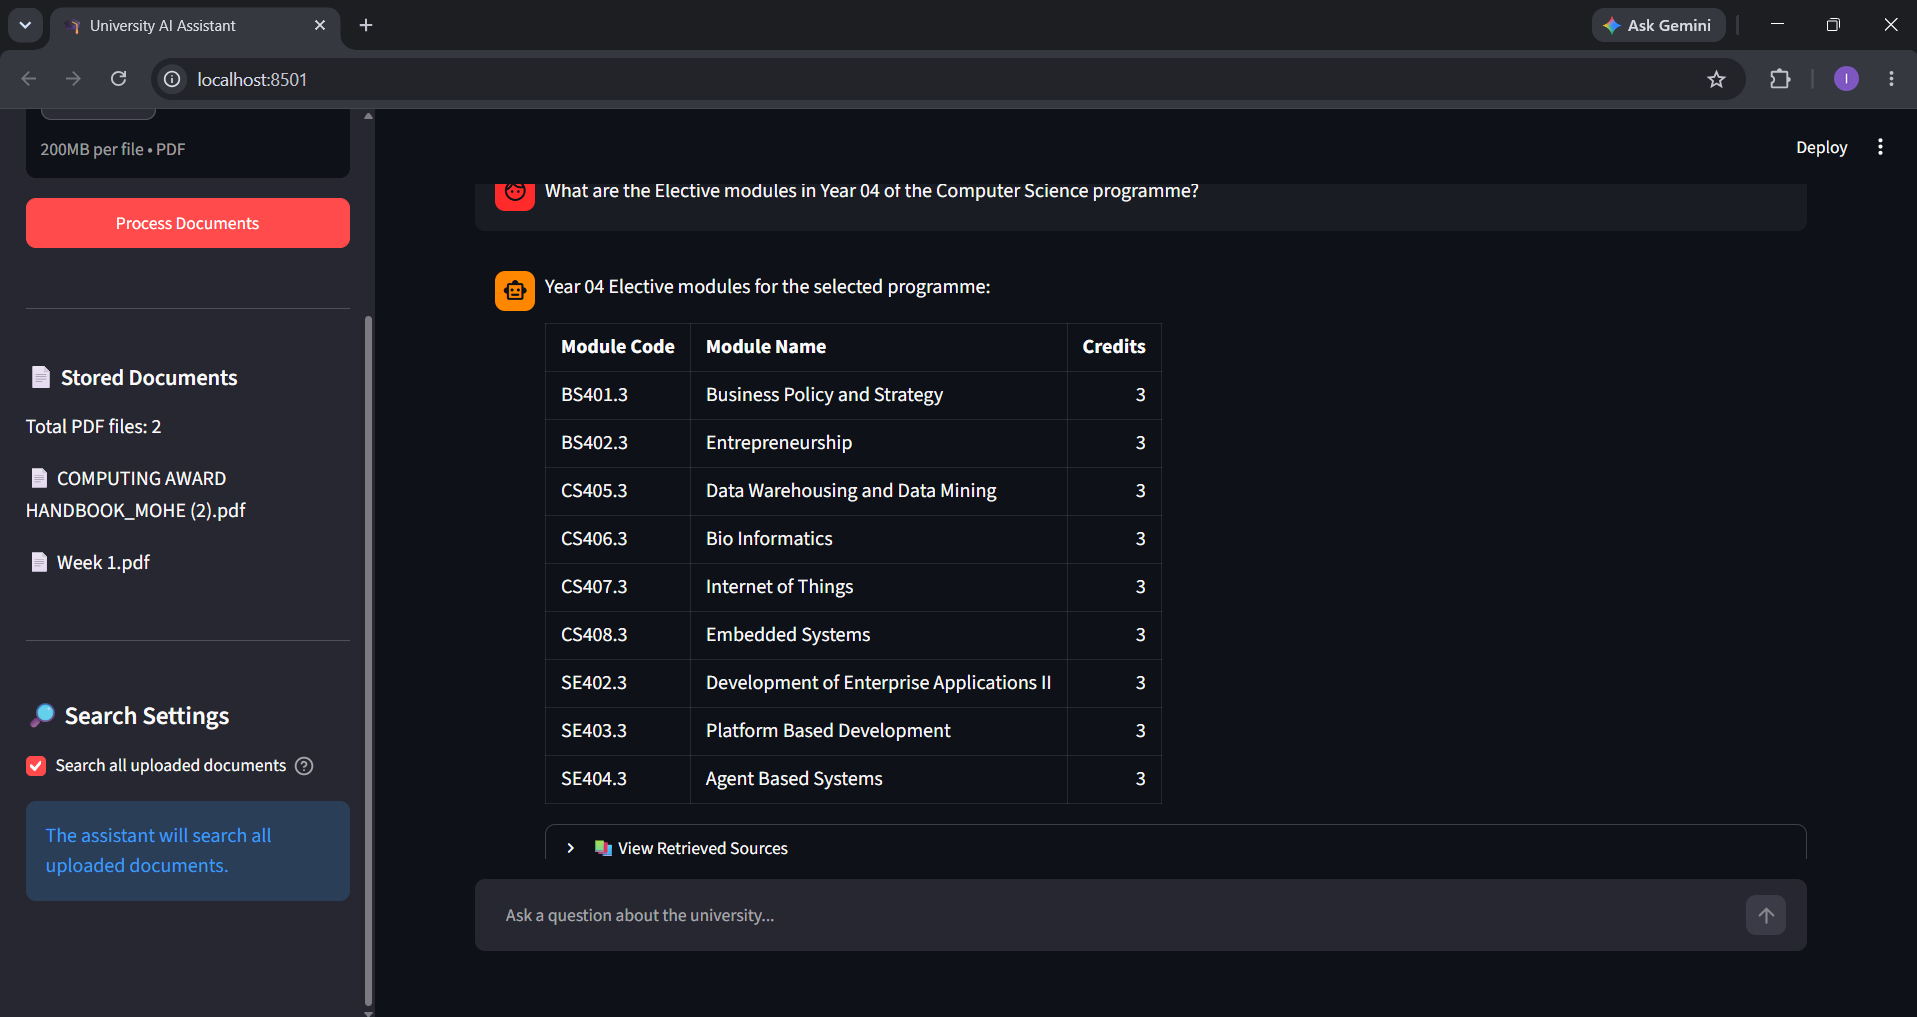 University AI Assistant
Ask Gemini
localhost:8501
I
200MB per file • PDF
Process Documents
Stored Documents
Total PDF files: 2
COMPUTING AWARD
HANDBOOK_MOHE (2).pdf
Week 1.pdf
Search Settings
Search all uploaded documents
The assistant will search all
uploaded documents.
Deploy
What are the Elective modules in Year 04 of the Computer Science programme?
Year 04 Elective modules for the selected programme:
Module Code Module Name Credits
BS401.3 Business Policy and Strategy 3
BS402.3 Entrepreneurship 3
CS405.3 Data Warehousing and Data Mining 3
CS406.3 Bio Informatics 3
CS407.3 Internet of Things 3
CS408.3 Embedded Systems 3
SE402.3 Development of Enterprise Applications II 3
SE403.3 Platform Based Development 3
SE404.3 Agent Based Systems 3
View Retrieved Sources
Ask a question about the university...